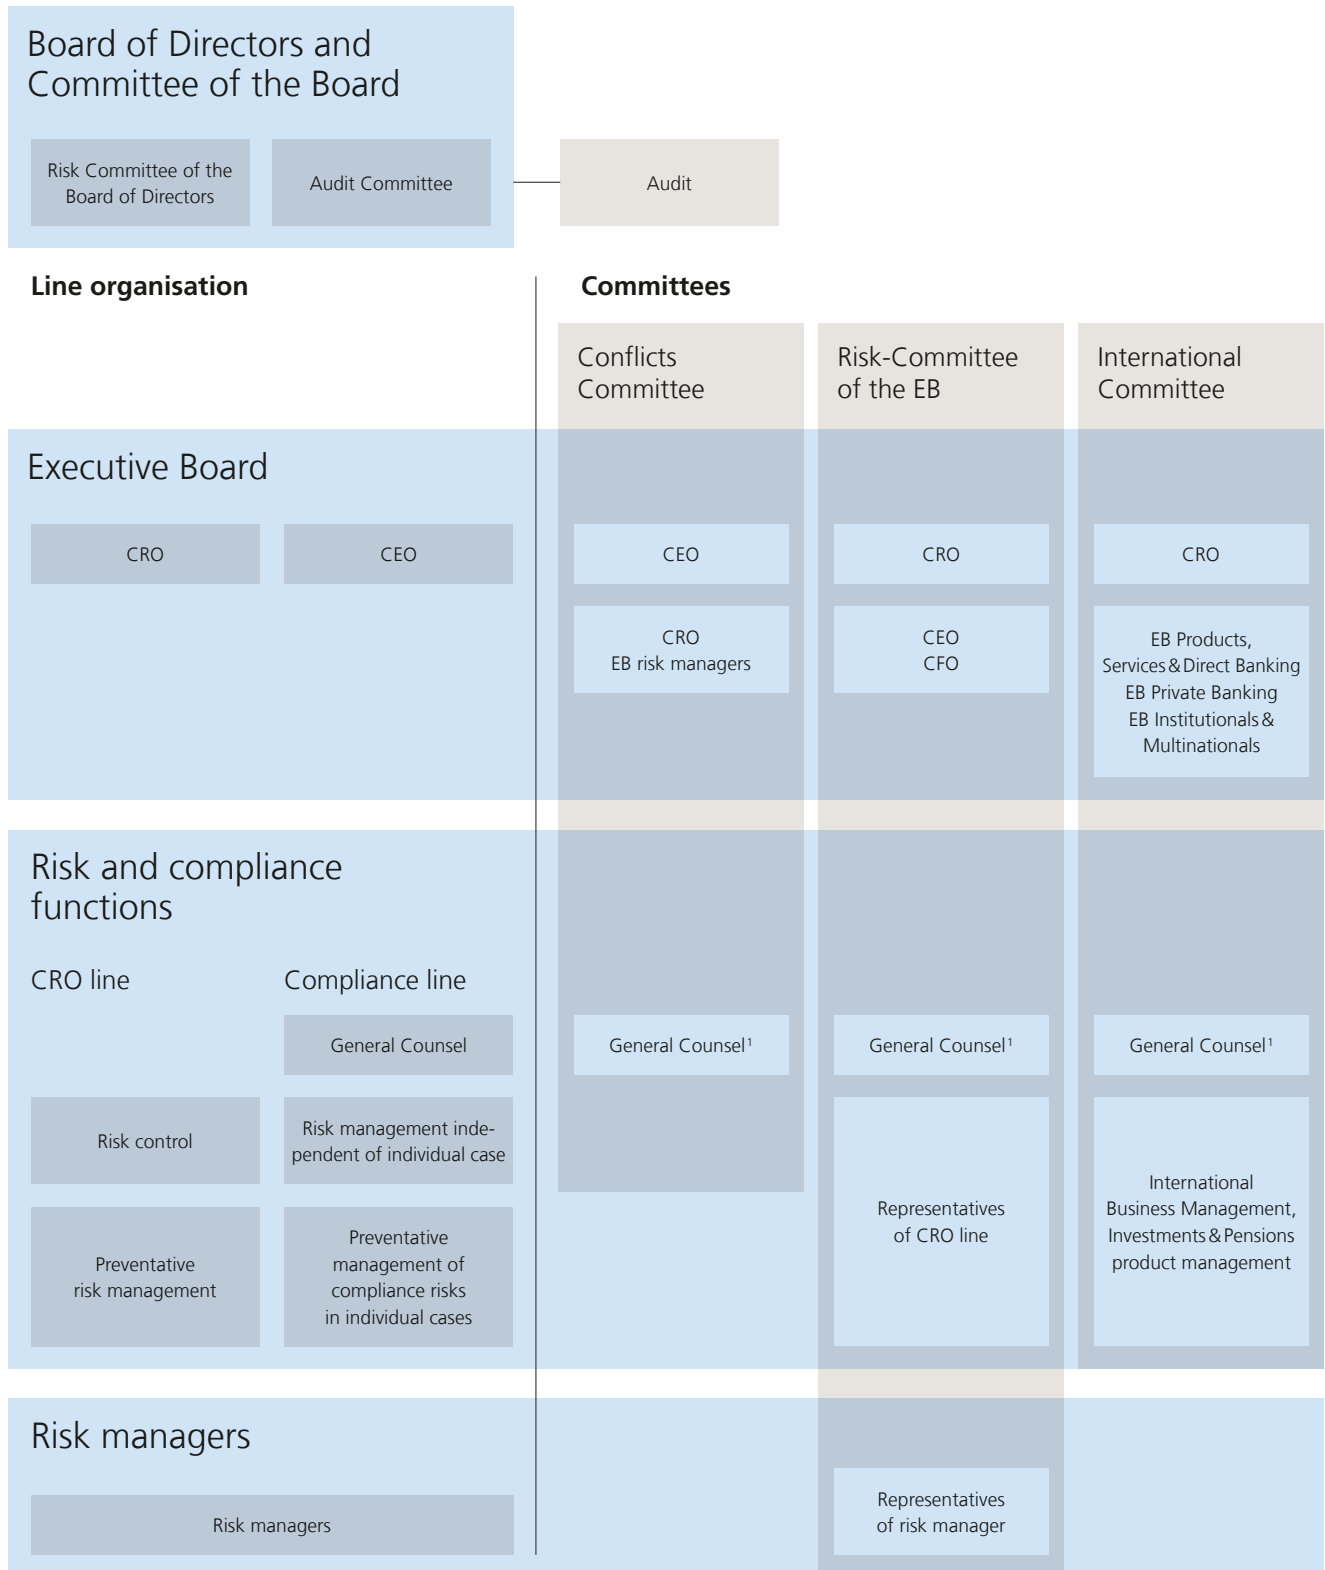 Board of Directors and
Committee of the Board
Risk Committee of the
Board of Directors
Audit Committee
Audit
Line organisation
Committees
Conflicts
Committee
Risk-Committee
of the EB
International
Committee
Executive Board
CRO
CEO
CEO
CRO
CRO
CRO
EB risk managers
CEO
CFO
EB Products,
Services & Direct Banking
EB Private Banking
EB Institutionals &
Multinationals
Risk and compliance
functions
CRO line
Compliance line
General Counsel
General Counsel¹
General Counsel¹
General Counsel¹
Risk control
Risk management inde-
pendent of individual case
Preventative
risk management
Preventative
management of
compliance risks
in individual cases
Representatives
of CRO line
International
Business Management,
Investments & Pensions
product management
Risk managers
Risk managers
Representatives
of risk manager